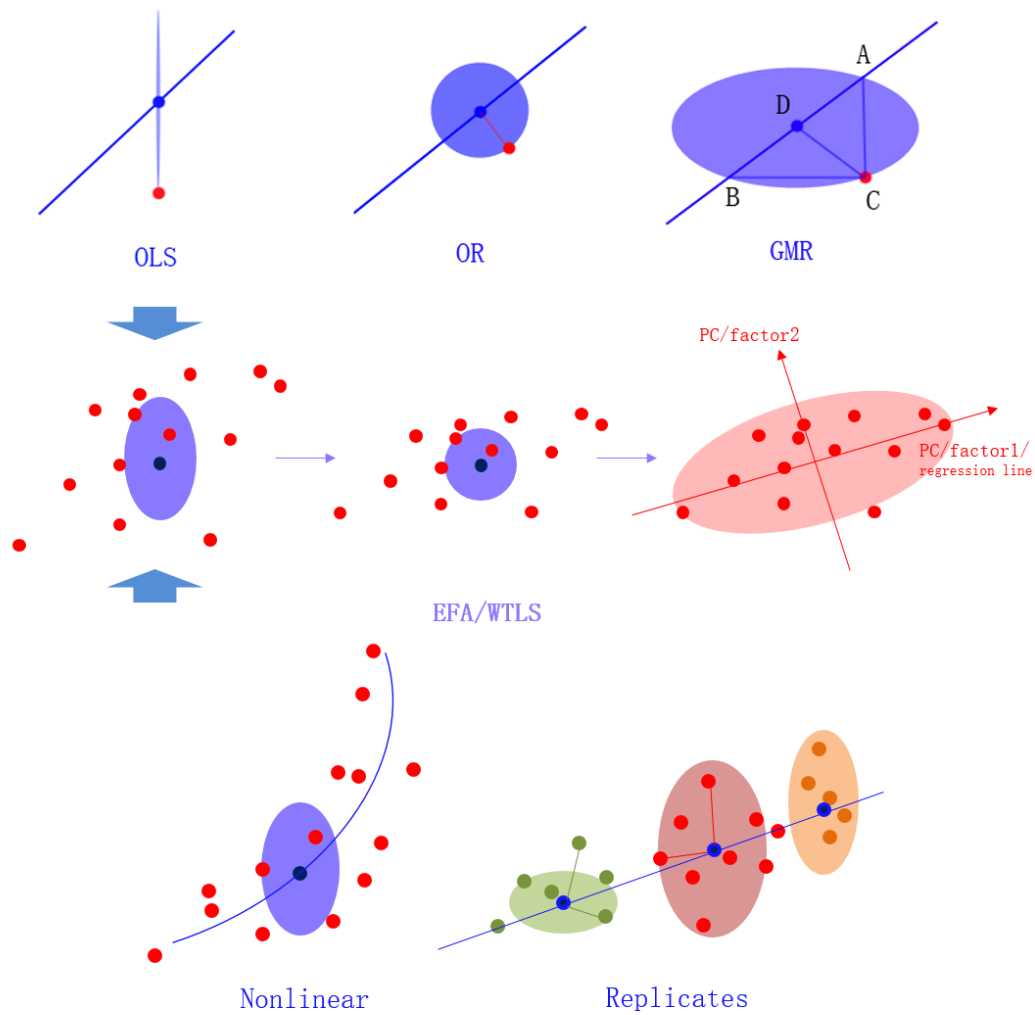 A
D
B
C
OLS
OR
GMR
PC/factor2
PC/factor1/
regression line
EFA/WTLS
Nonlinear
Replicates